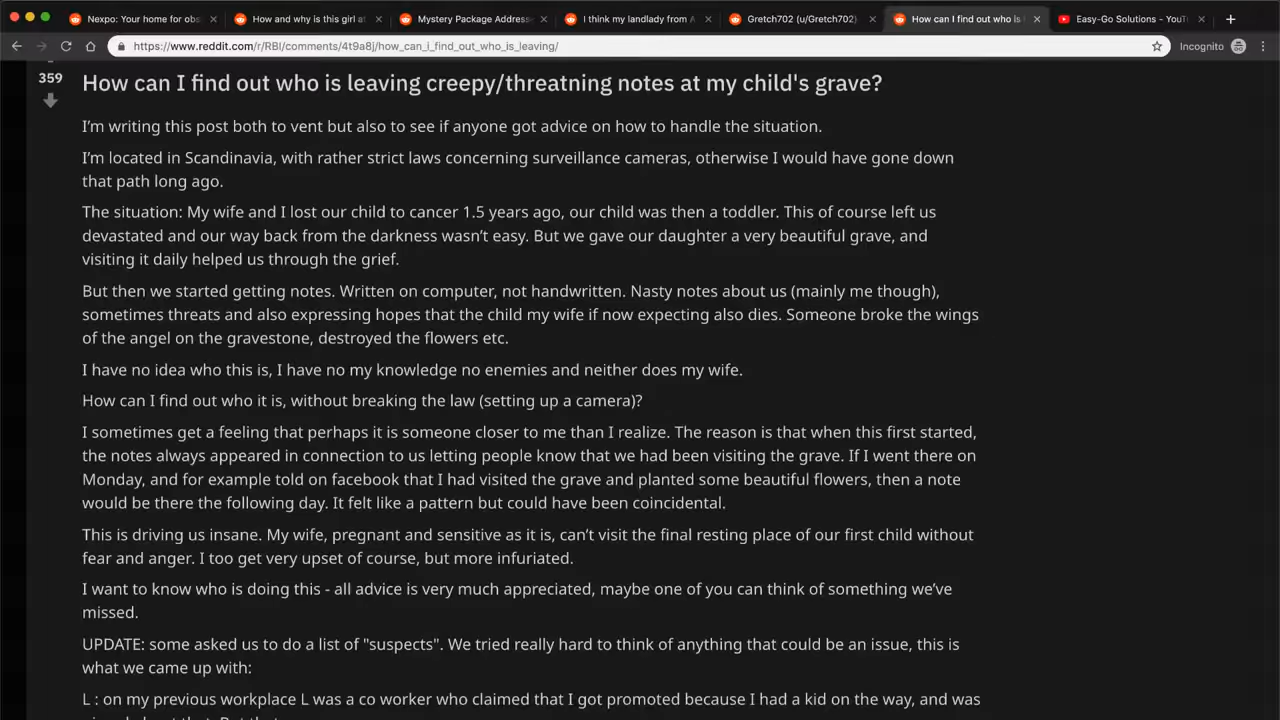 Nexpo: Your home for obs
How and why is this girl at
Mystery Package Address
I think my landlady from A
Gretch702 (u/Gretch702)
How can I find out who is l
Easy-Go Solutions - YouT
https://www.reddit.com/r/RBI/comments/4t9a8j/how_can_i_find_out_who_is_leaving/
Incognito
359
How can I find out who is leaving creepy/threatning notes at my child's grave?
I’m writing this post both to vent but also to see if anyone got advice on how to handle the situation.
I’m located in Scandinavia, with rather strict laws concerning surveillance cameras, otherwise I would have gone down
that path long ago.
The situation: My wife and I lost our child to cancer 1.5 years ago, our child was then a toddler. This of course left us
devastated and our way back from the darkness wasn’t easy. But we gave our daughter a very beautiful grave, and
visiting it daily helped us through the grief.
But then we started getting notes. Written on computer, not handwritten. Nasty notes about us (mainly me though),
sometimes threats and also expressing hopes that the child my wife if now expecting also dies. Someone broke the wings
of the angel on the gravestone, destroyed the flowers etc.
I have no idea who this is, I have no my knowledge no enemies and neither does my wife.
How can I find out who it is, without breaking the law (setting up a camera)?
I sometimes get a feeling that perhaps it is someone closer to me than I realize. The reason is that when this first started,
the notes always appeared in connection to us letting people know that we had been visiting the grave. If I went there on
Monday, and for example told on facebook that I had visited the grave and planted some beautiful flowers, then a note
would be there the following day. It felt like a pattern but could have been coincidental.
This is driving us insane. My wife, pregnant and sensitive as it is, can’t visit the final resting place of our first child without
fear and anger. I too get very upset of course, but more infuriated.
I want to know who is doing this - all advice is very much appreciated, maybe one of you can think of something we’ve
missed.
UPDATE: some asked us to do a list of "suspects". We tried really hard to think of anything that could be an issue, this is
what we came up with:
L : on my previous workplace L was a co worker who claimed that I got promoted because I had a kid on the way, and was